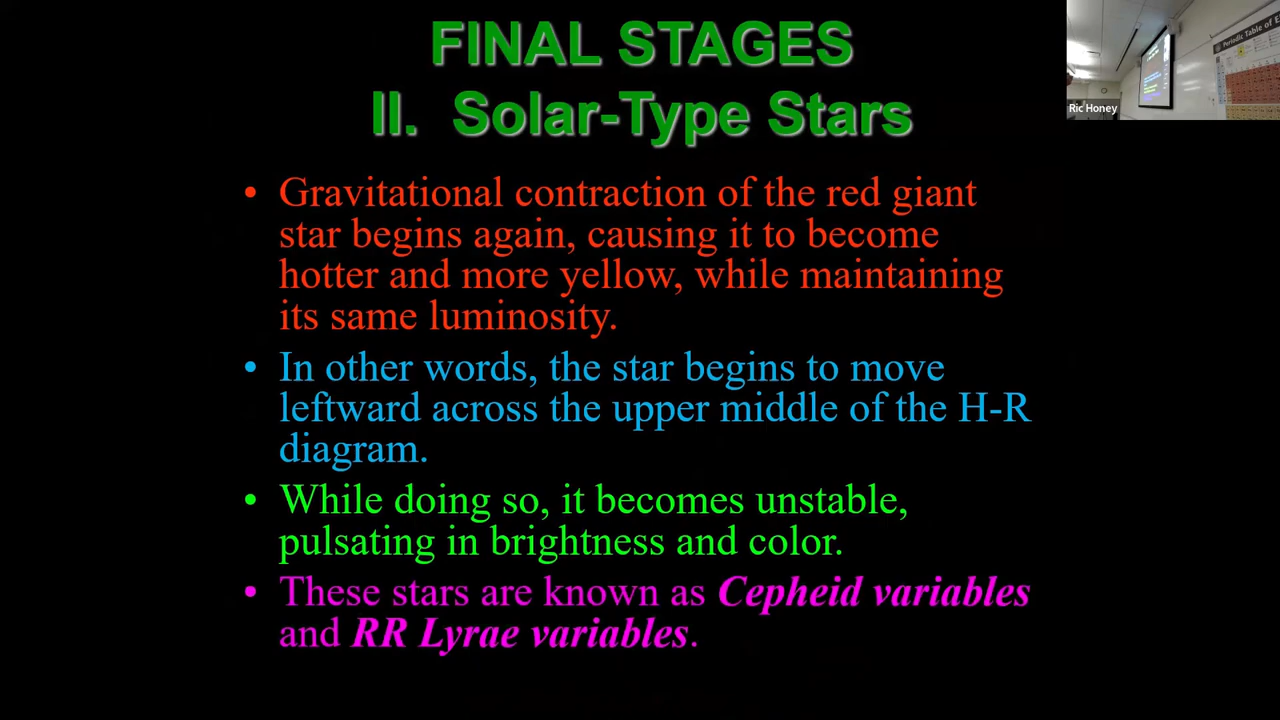 FINAL STAGES
II. Solar-Type Stars
• Gravitational contraction of the red giant
star begins again, causing it to become
hotter and more yellow, while maintaining
its same luminosity.
• In other words, the star begins to move
leftward across the upper middle of the H-R
diagram.
• While doing so, it becomes unstable,
pulsating in brightness and color.
• These stars are known as Cepheid variables
and RR Lyrae variables.
Ric Honey
Periodic Table of E